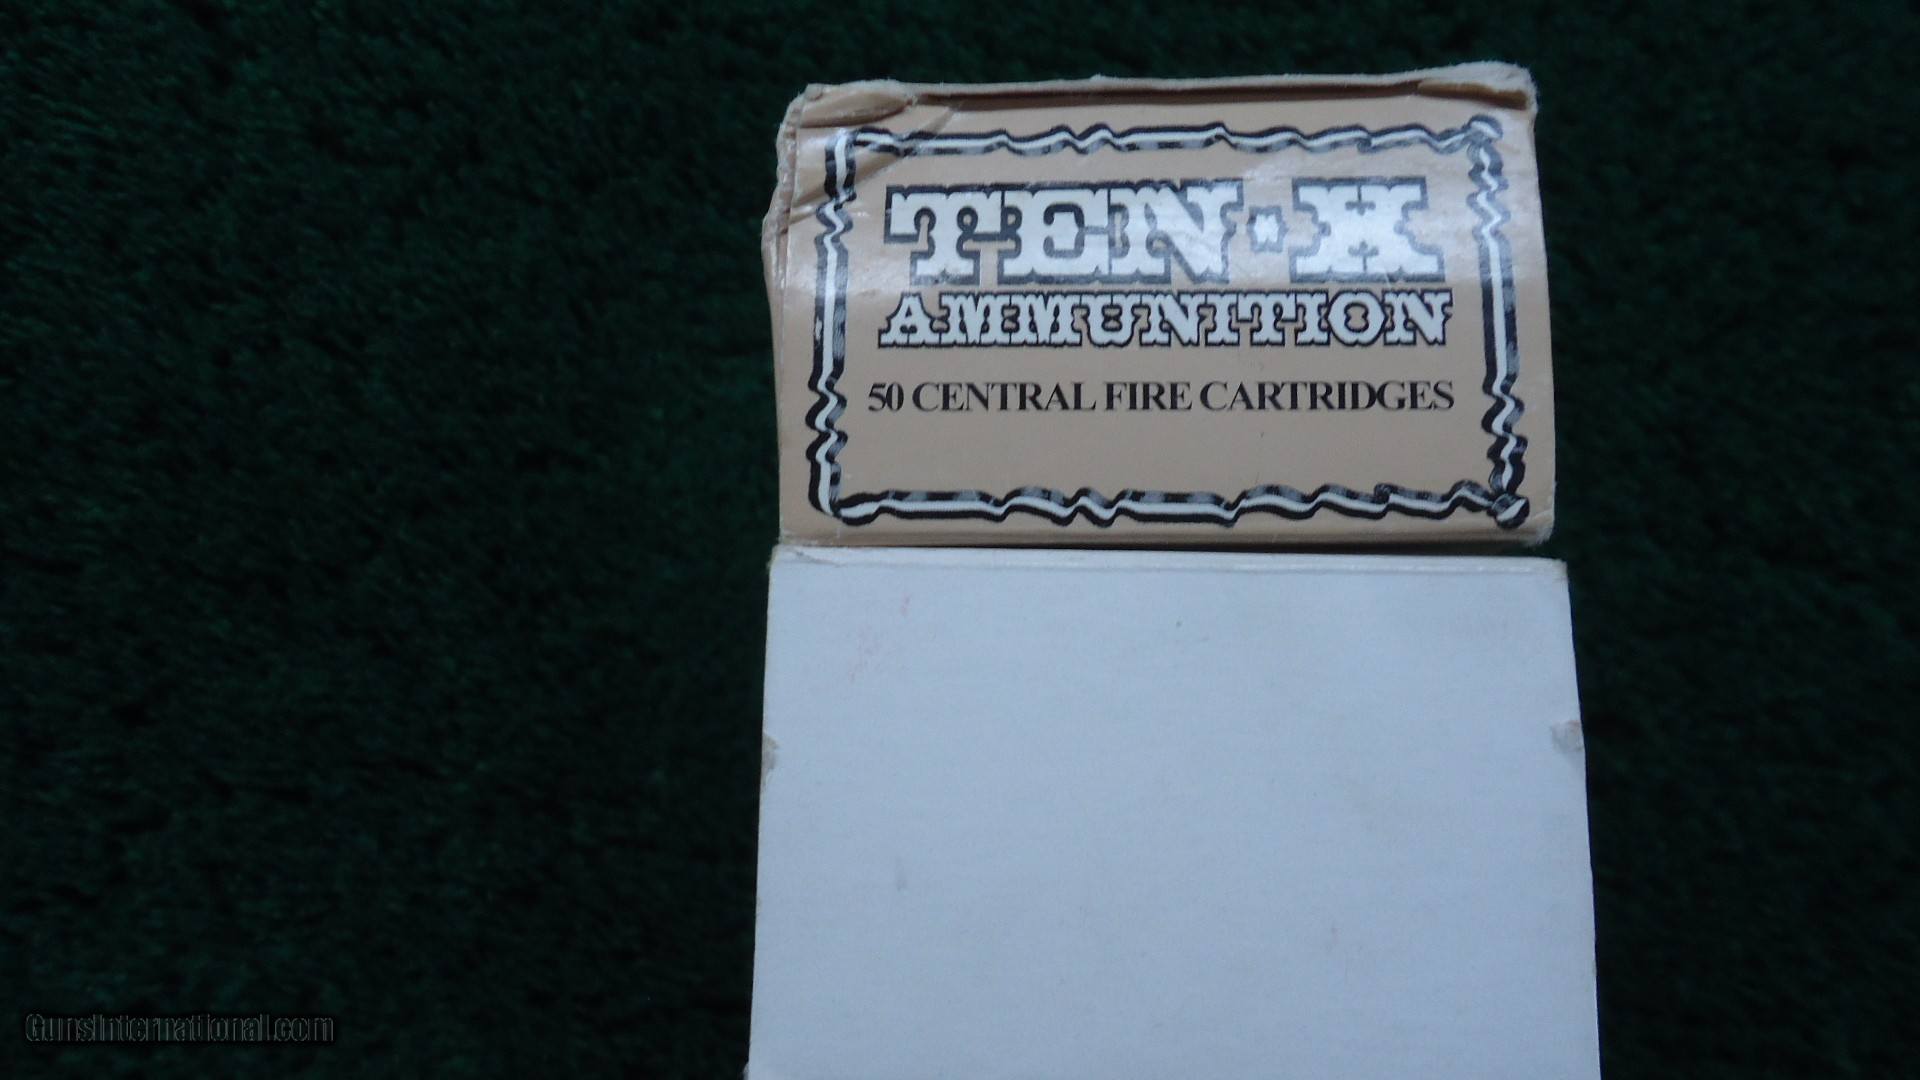 TEN-X
AMMUNITION
50 CENTRAL FIRE CARTRIDGES
GunsInternational.com